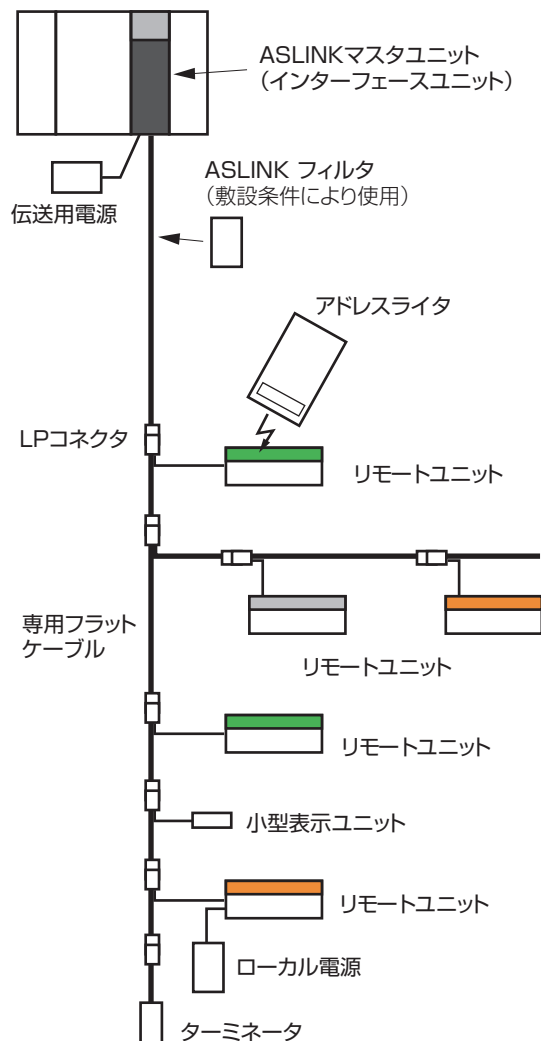 ASLINKマスタユニット
（インターフェースユニット）
伝送用電源
ASLINK フィルタ
（敷設条件により使用）
アドレスライタ
LPコネクタ
リモートユニット
専用フラット
ケーブル
リモートユニット
リモートユニット
小型表示ユニット
リモートユニット
ローカル電源
ターミネータ